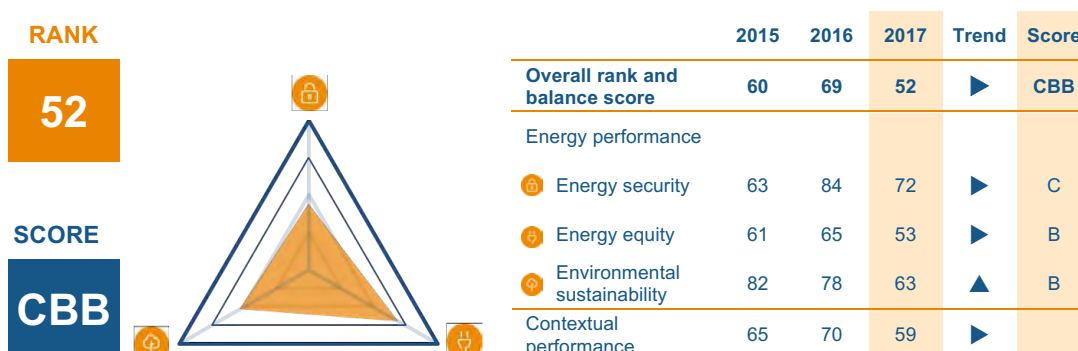 RANK
52
SCORE
CBB
2015 2016 2017 Trend Score
Overall rank and
balance score 60 69 52 ▶ CBB
Energy performance
Energy security 63 84 72 ▶ C
Energy equity 61 65 53 ▶ B
Environmental
sustainability 82 78 63 ▲ B
Contextual
performance 65 70 59 ▶